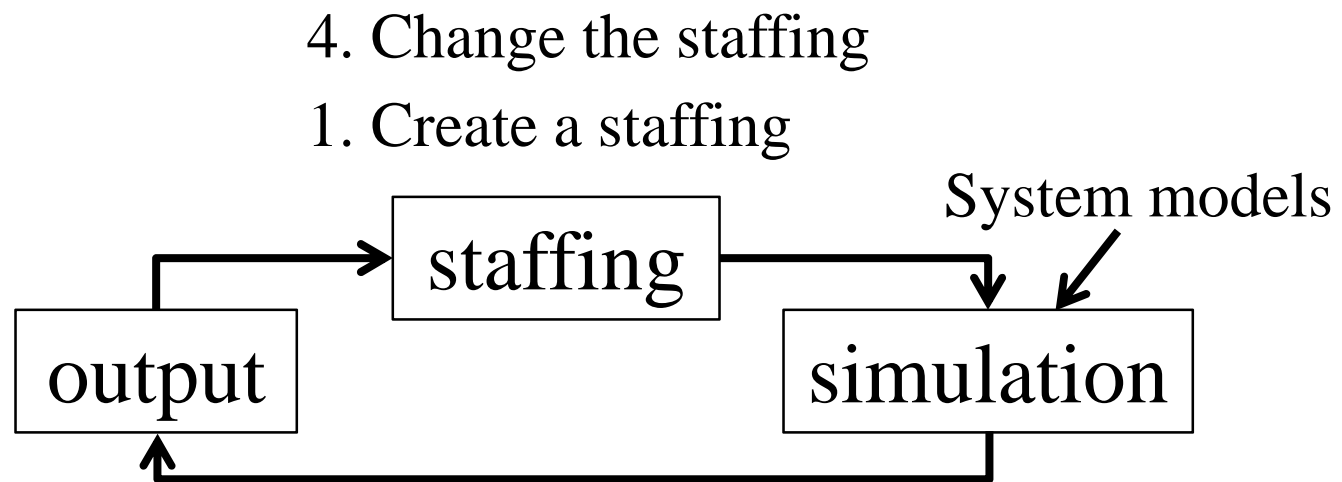 4. Change the staffing
1. Create a staffing
System models
staffing
output
simulation